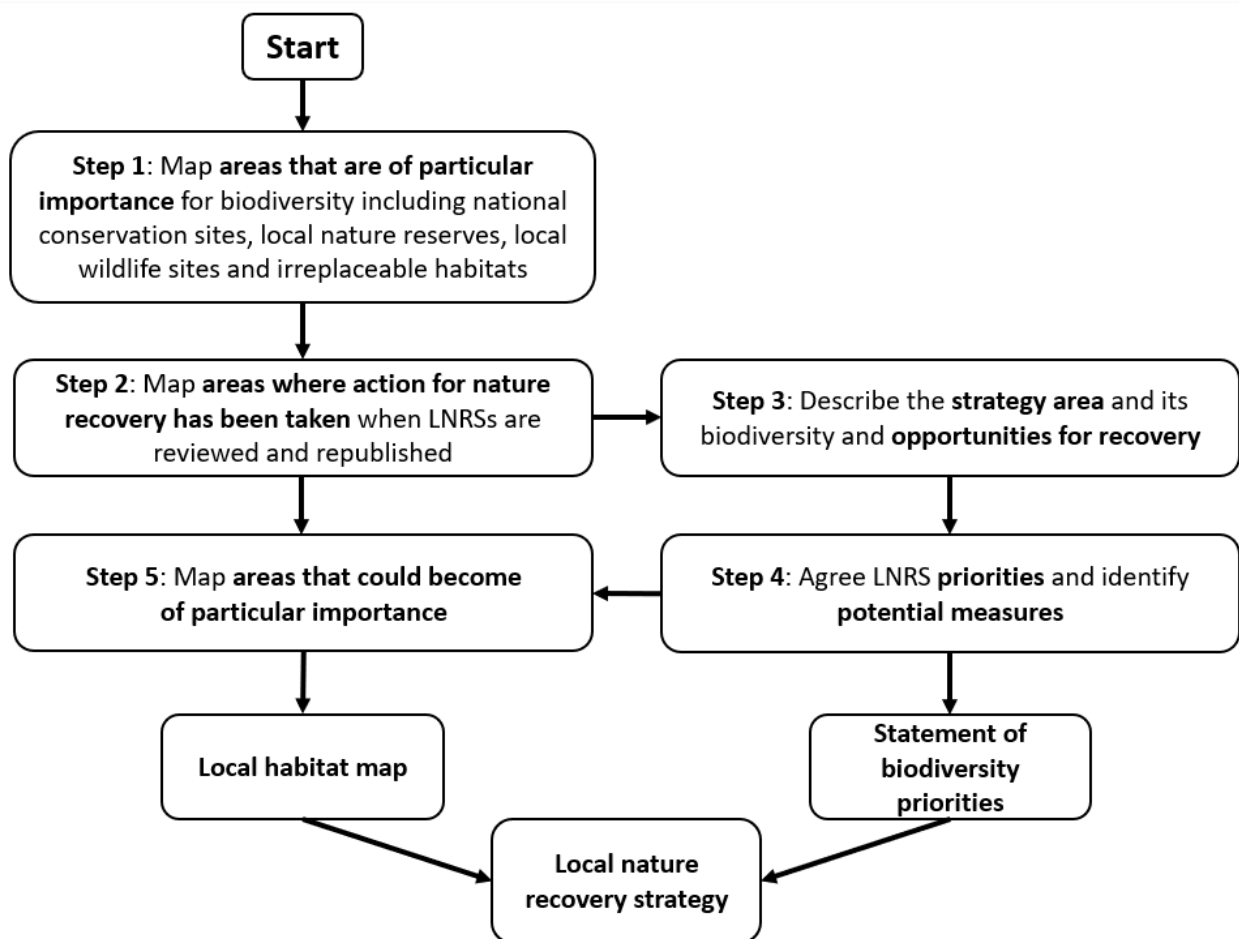 Start
Step 1: Map areas that are of particular
importance for biodiversity including national
conservation sites, local nature reserves, local
wildlife sites and irreplaceable habitats
Step 2: Map areas where action for nature
recovery has been taken when LNRSs are
reviewed and republished
Step 3: Describe the strategy area and its
biodiversity and opportunities for recovery
Step 4: Agree LNRS priorities and identify
potential measures
Step 5: Map areas that could become
of particular importance
Local habitat map
Statement of
biodiversity
priorities
Local nature
recovery strategy